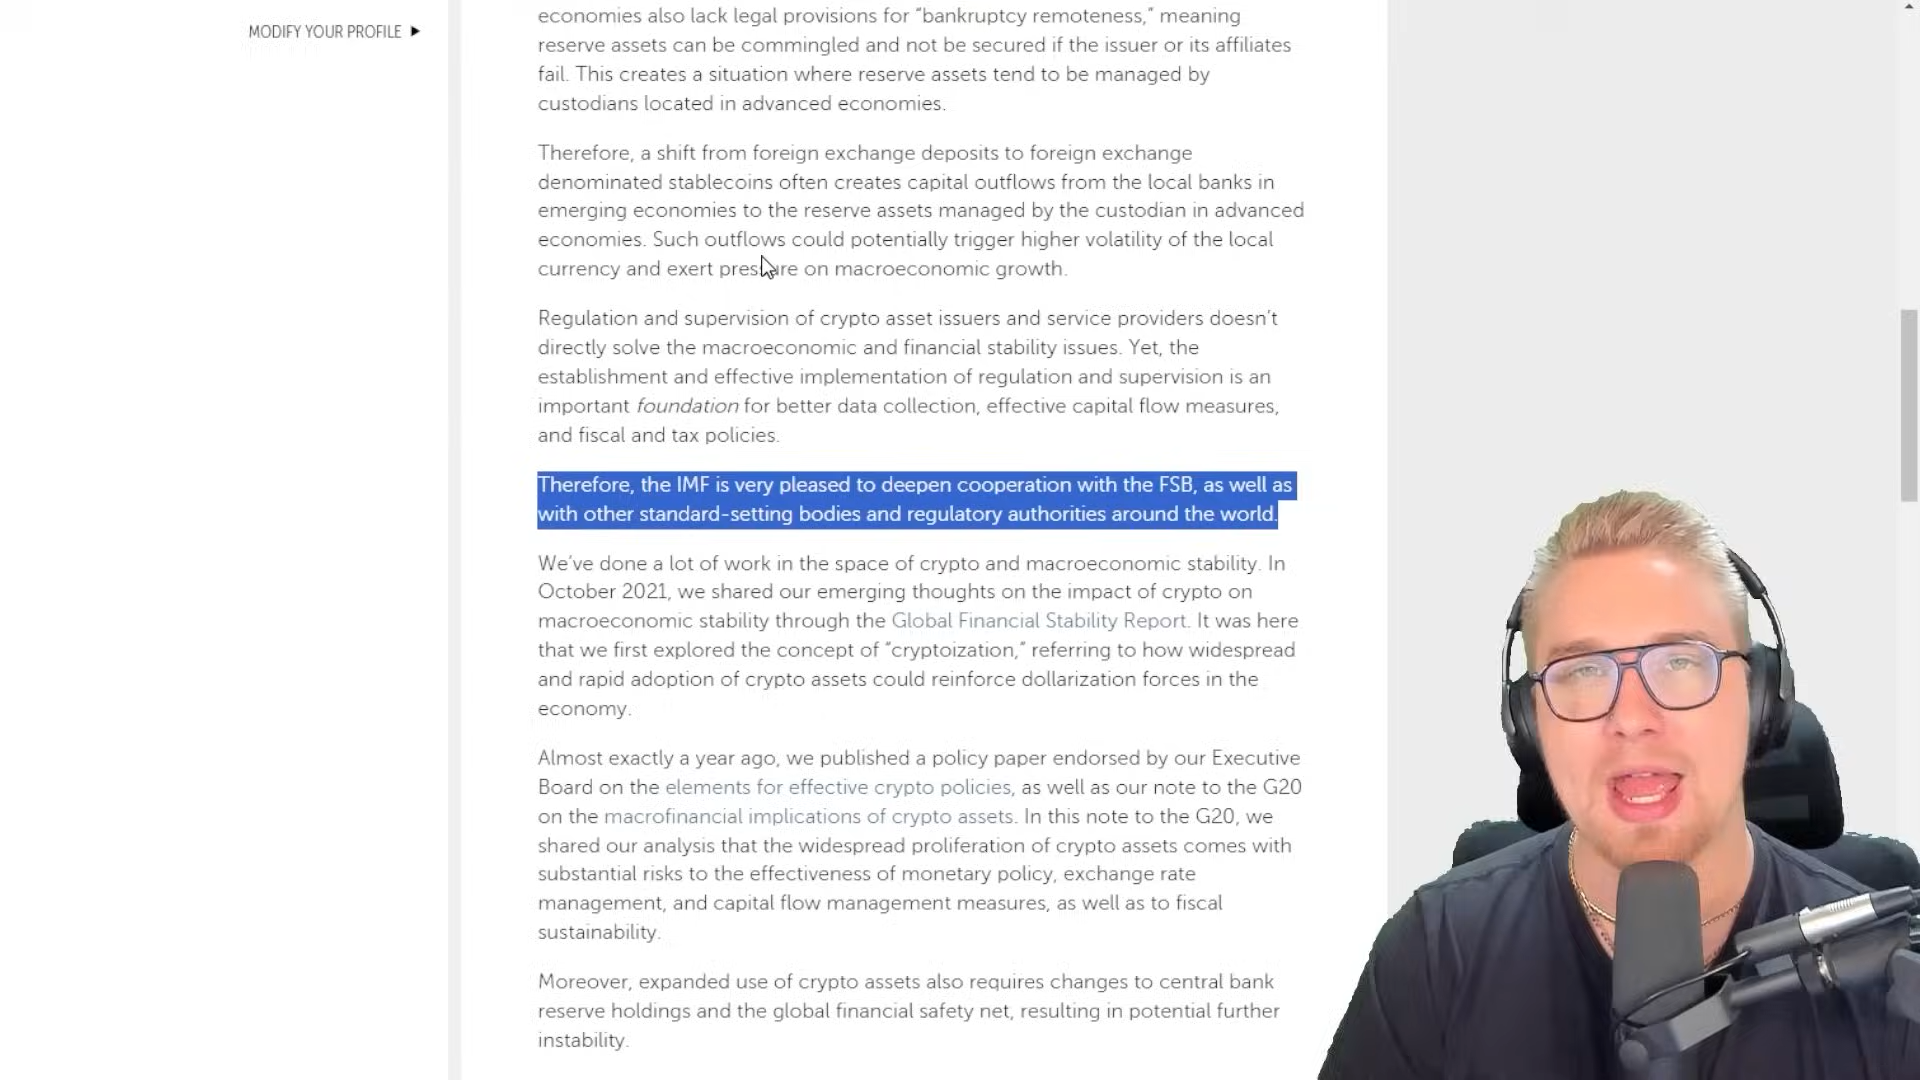 MODIFY YOUR PROFILE
economies also lack legal provisions for “bankruptcy remoteness,” meaning
reserve assets can be commingled and not be secured if the issuer or its affiliates
fail. This creates a situation where reserve assets tend to be managed by
custodians located in advanced economies.
Therefore, a shift from foreign exchange deposits to foreign exchange
denominated stablecoins often creates capital outflows from the local banks in
emerging economies to the reserve assets managed by the custodian in advanced
economies. Such outflows could potentially trigger higher volatility of the local
currency and exert pressure on macroeconomic growth.
Regulation and supervision of crypto asset issuers and service providers doesn’t
directly solve the macroeconomic and financial stability issues. Yet, the
establishment and effective implementation of regulation and supervision is an
important foundation for better data collection, effective capital flow measures,
and fiscal and tax policies.
Therefore, the IMF is very pleased to deepen cooperation with the FSB, as well as
with other standard-setting bodies and regulatory authorities around the world.
We’ve done a lot of work in the space of crypto and macroeconomic stability. In
October 2021, we shared our emerging thoughts on the impact of crypto on
macroeconomic stability through the Global Financial Stability Report. It was here
that we first explored the concept of “cryptoization,” referring to how widespread
and rapid adoption of crypto assets could reinforce dollarization forces in the
economy.
Almost exactly a year ago, we published a policy paper endorsed by our Executive
Board on the elements for effective crypto policies, as well as our note to the G20
on the macrofinancial implications of crypto assets. In this note to the G20, we
shared our analysis that the widespread proliferation of crypto assets comes with
substantial risks to the effectiveness of monetary policy, exchange rate
management, and capital flow management measures, as well as to fiscal
sustainability.
Moreover, expanded use of crypto assets also requires changes to central bank
reserve holdings and the global financial safety net, resulting in potential further
instability.